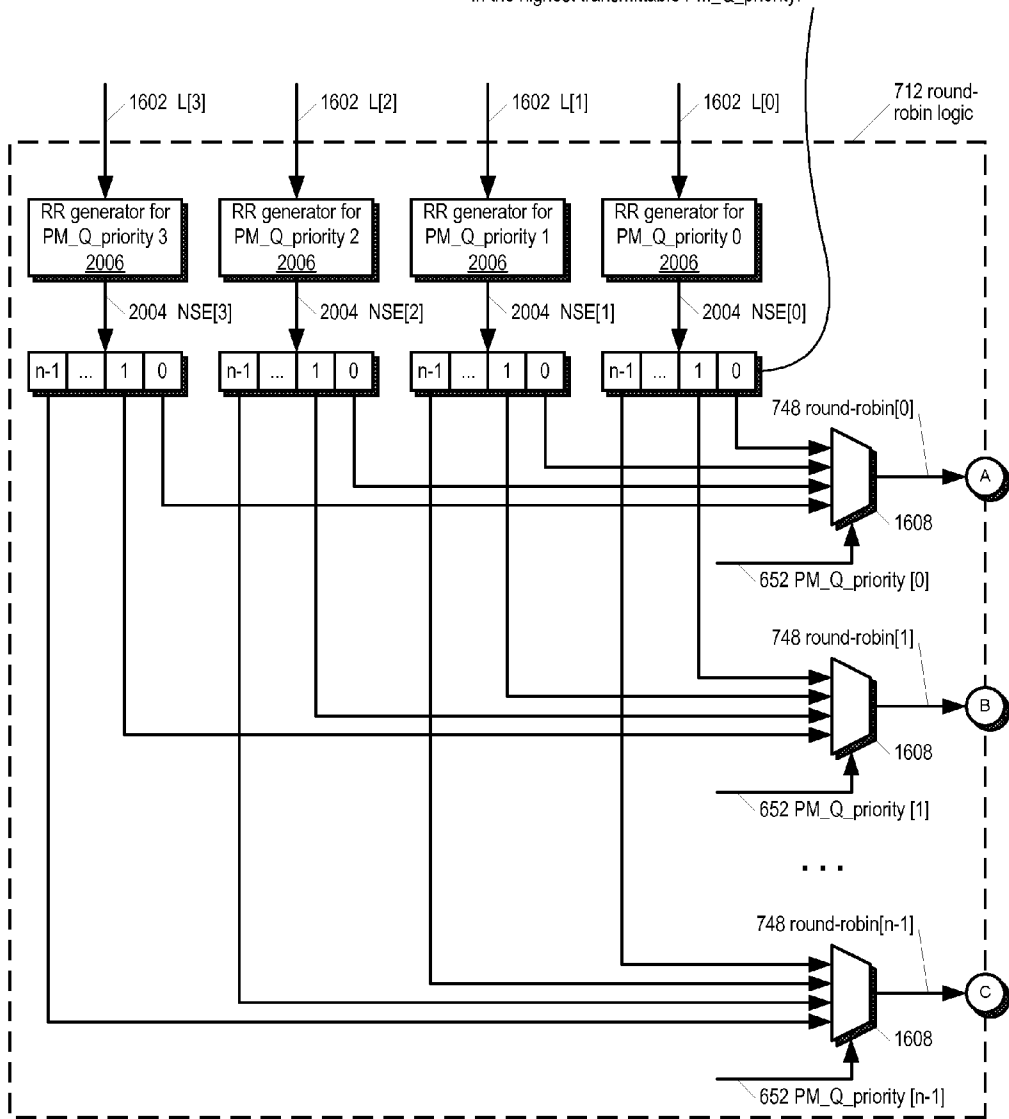 in the highest transmittable PM_Q_priority.
1602 L[3]
1602 L[2]
1602 L[1]
1602 L[0]
712 round-
robin logic
RR generator for
PM_Q_priority 3
2006
RR generator for
PM_Q_priority 2
2006
RR generator for
PM_Q_priority 1
2006
RR generator for
PM_Q_priority 0
2006
2004 NSE[3]
2004 NSE[2]
2004 NSE[1]
2004 NSE[0]
n-1 ... 1 0
n-1 ... 1 0
n-1 ... 1 0
n-1 ... 1 0
748 round-robin[0]
A
1608
652 PM_Q_priority [0]
748 round-robin[1]
B
1608
652 PM_Q_priority [1]
...
748 round-robin[n-1]
C
1608
652 PM_Q_priority [n-1]